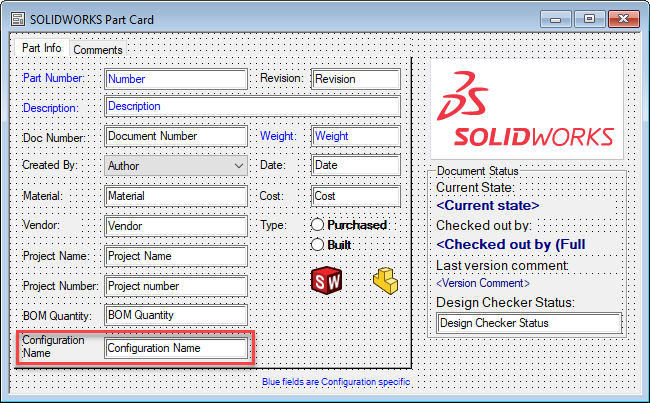 SOLIDWORKS Part Card
Part Info Comments
Part Number: Number Revision: Revision
Description: Description
Doc Number: Document Number Weight: Weight
Created By: Author Date: Date
Material: Material Cost: Cost
Vendor: Vendor Type: Purchased
Built
SW
Project Name: Project Name
Project Number: Project number
BOM Quantity: BOM Quantity
Configuration
Name
Configuration Name
Blue fields are Configuration specific
3DS
SOLIDWORKS
Document Status
Current State:
<Current state>
Checked out by:
<Checked out by (Full
Last version comment:
<Version Comment>
Design Checker Status:
Design Checker Status